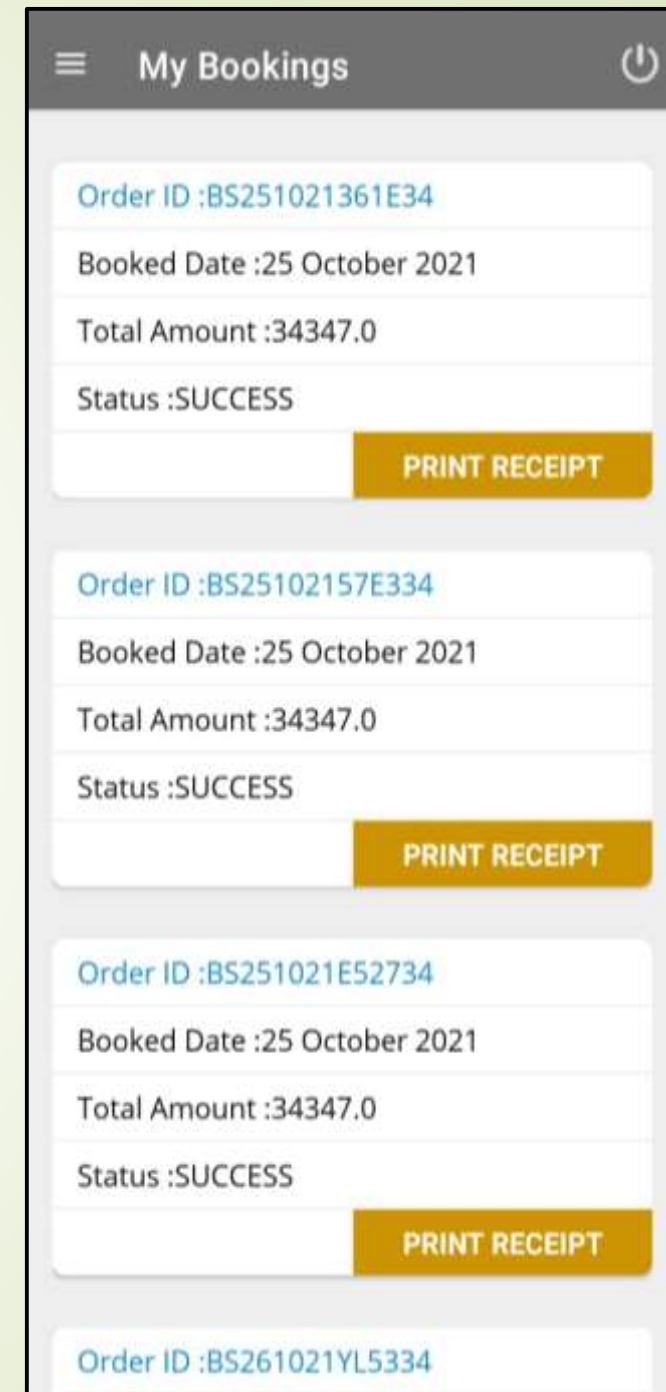 My Bookings
Order ID :BS251021361E34
Booked Date :25 October 2021
Total Amount :34347.0
Status :SUCCESS
PRINT RECEIPT
Order ID :BS25102157E334
Booked Date :25 October 2021
Total Amount :34347.0
Status :SUCCESS
PRINT RECEIPT
Order ID :BS251021E52734
Booked Date :25 October 2021
Total Amount :34347.0
Status :SUCCESS
PRINT RECEIPT
Order ID :BS261021YL5334